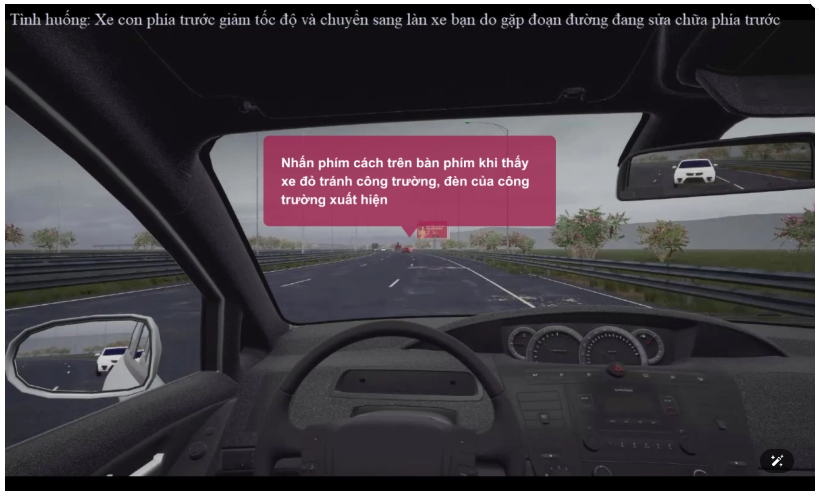 Tình huống: Xe con phía trước giảm tốc độ và chuyển sang làn xe bạn do gặp đoạn đường đang sửa chữa phía trước
Nhấn phím cách trên bàn phím khi thấy
xe đỏ tránh công trường, đèn của công
trường xuất hiện